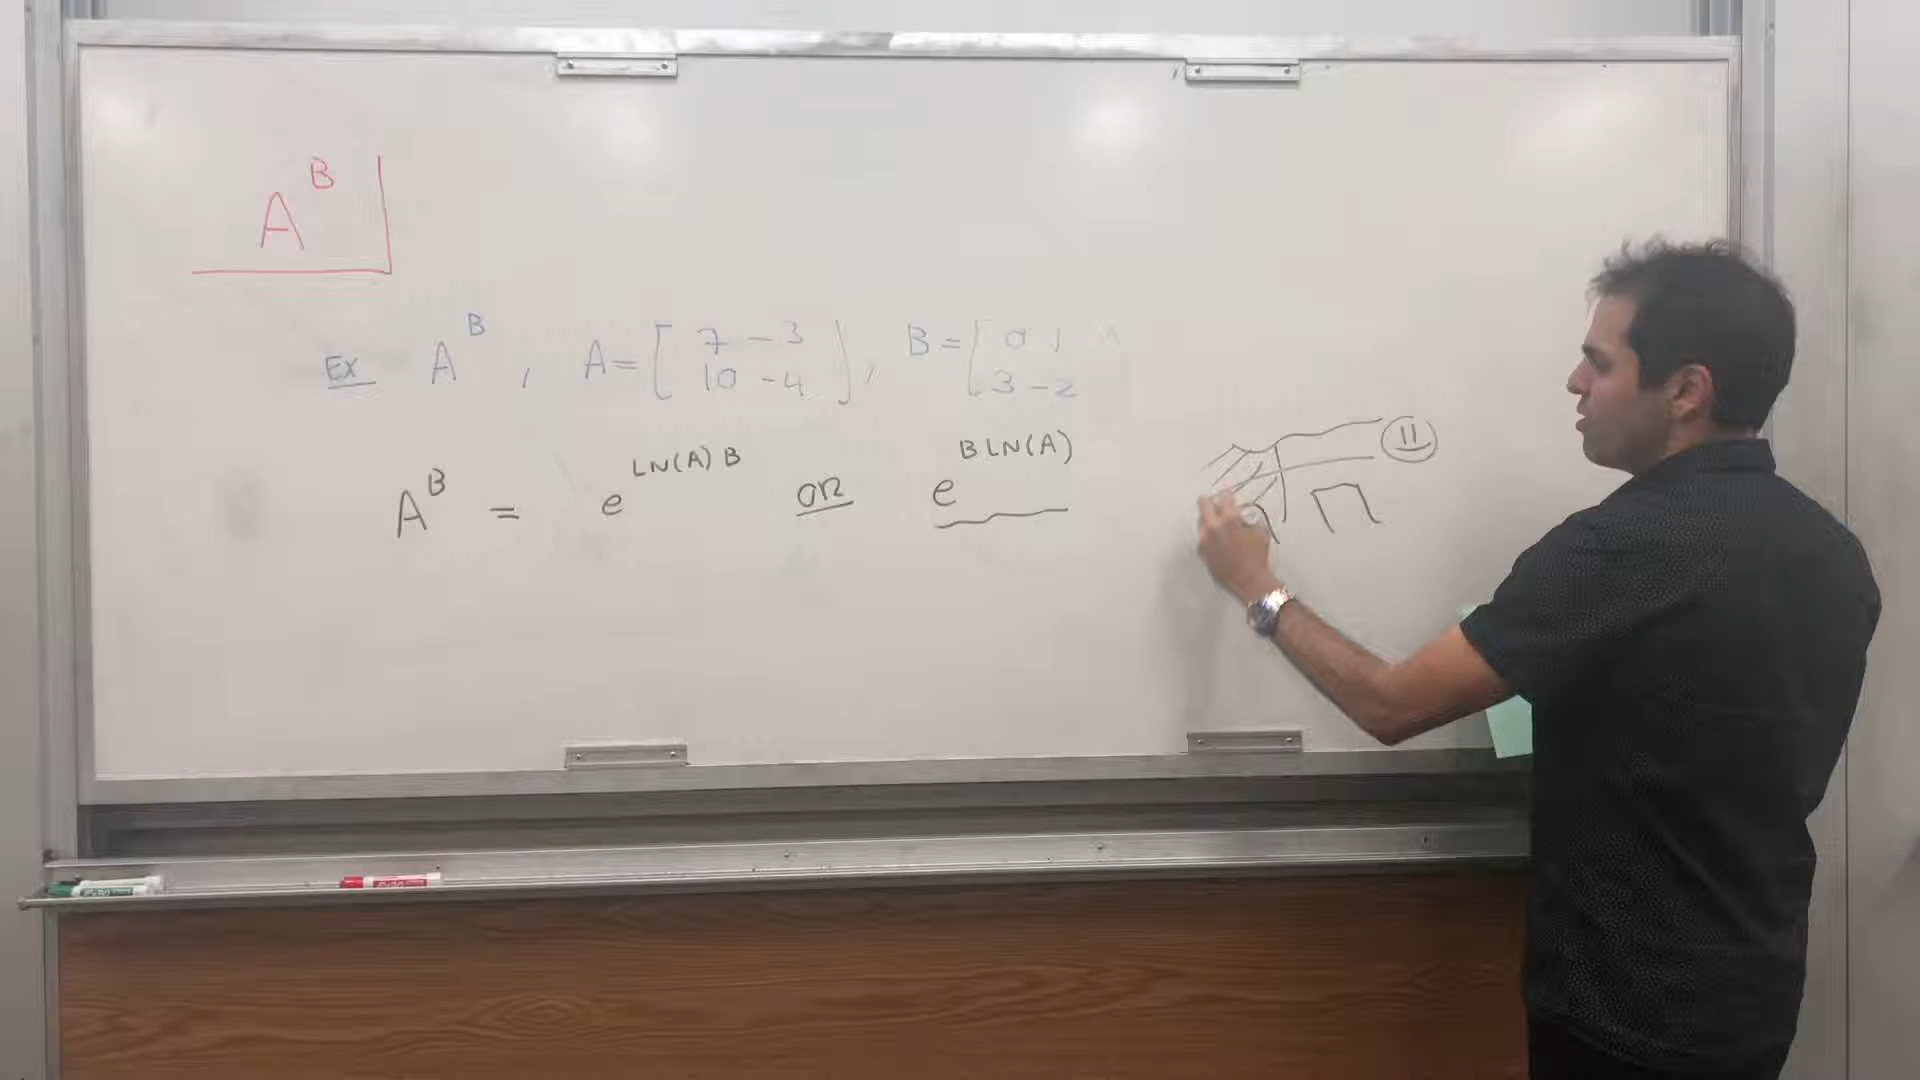 A^B
Ex A^B , A = [ 7 -3 10 -4 ] , B = [ 0 1 3 -2
A^B = e^{LN(A) B} OR e^{B LN(A)}